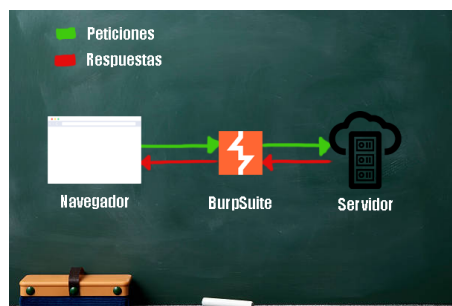 Peticiones
Respuestas
Navegador
BurpSuite
Servidor